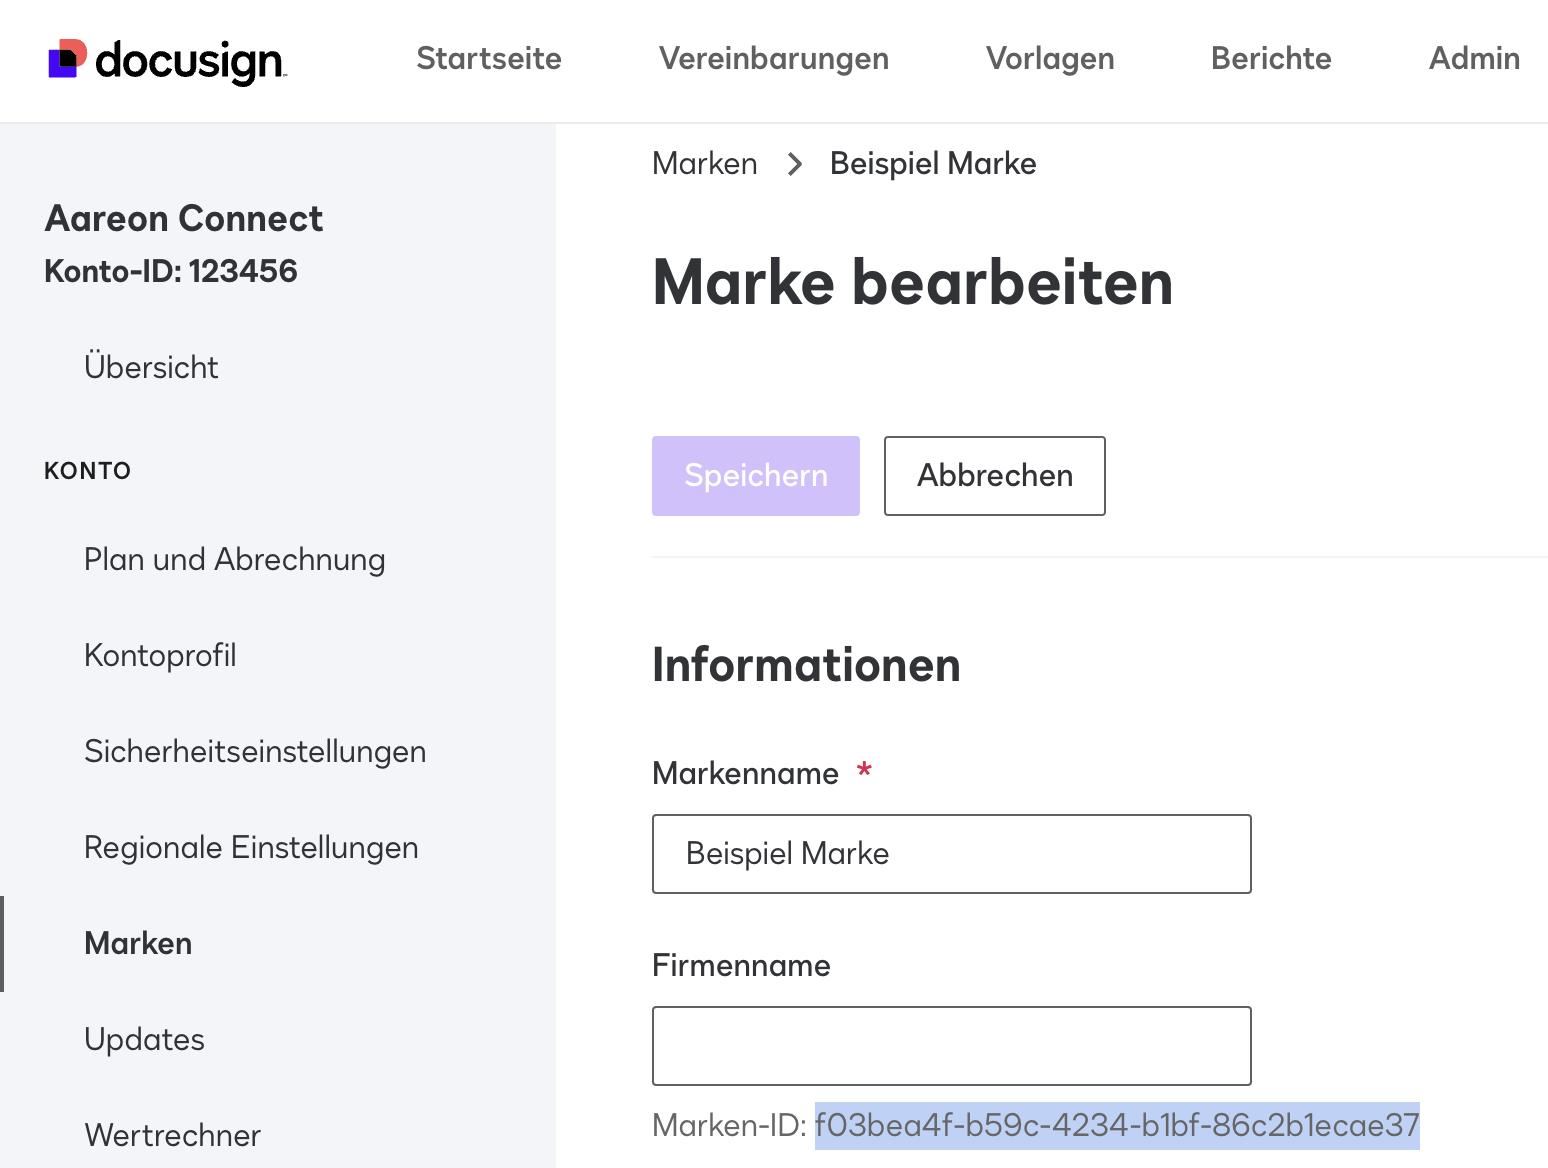 docusign
Startseite
Vereinbarungen
Vorlagen
Berichte
Admin
Aareon Connect
Konto-ID: 123456
Übersicht
KONTO
Plan und Abrechnung
Kontoprofil
Sicherheitseinstellungen
Regionale Einstellungen
Marken
Updates
Wertrechner
Marken > Beispiel Marke
Marke bearbeiten
Speichern
Abbrechen
Informationen
Markenname *
Beispiel Marke
Firmenname
Marken-ID: f03bea4f-b59c-4234-b1bf-86c2b1ecae37